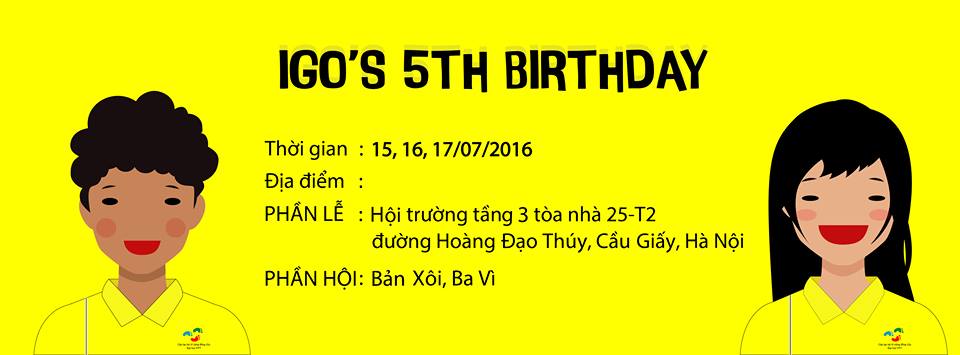 IGO'S 5TH BIRTHDAY
Thời gian : 15, 16, 17/07/2016
Địa điểm :
PHẦN LỄ : Hội trường tầng 3 tòa nhà 25-T2
đường Hoàng Đạo Thúy, Cầu Giấy, Hà Nội
PHẦN HỘI: Bản Xôi, Ba Vì